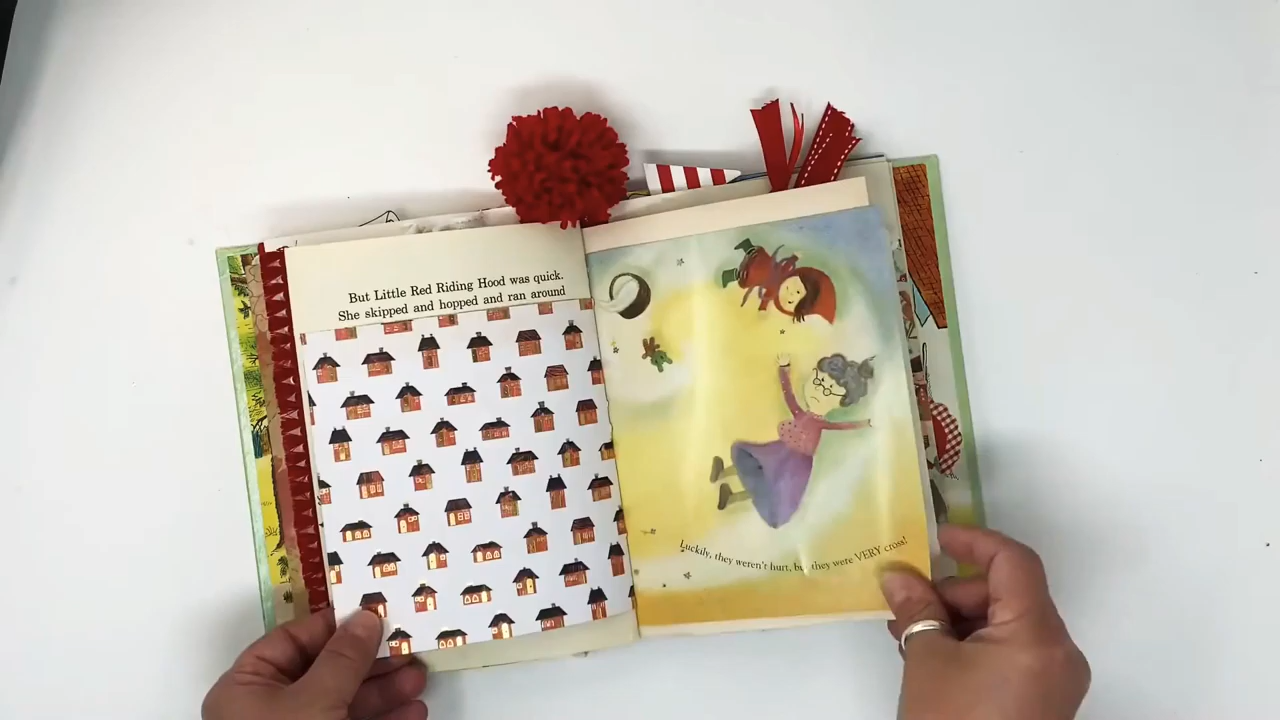 But Little Red Riding Hood was quick.
She skipped and hopped and ran around
Luckily, they weren't hurt, but they were VERY cross!